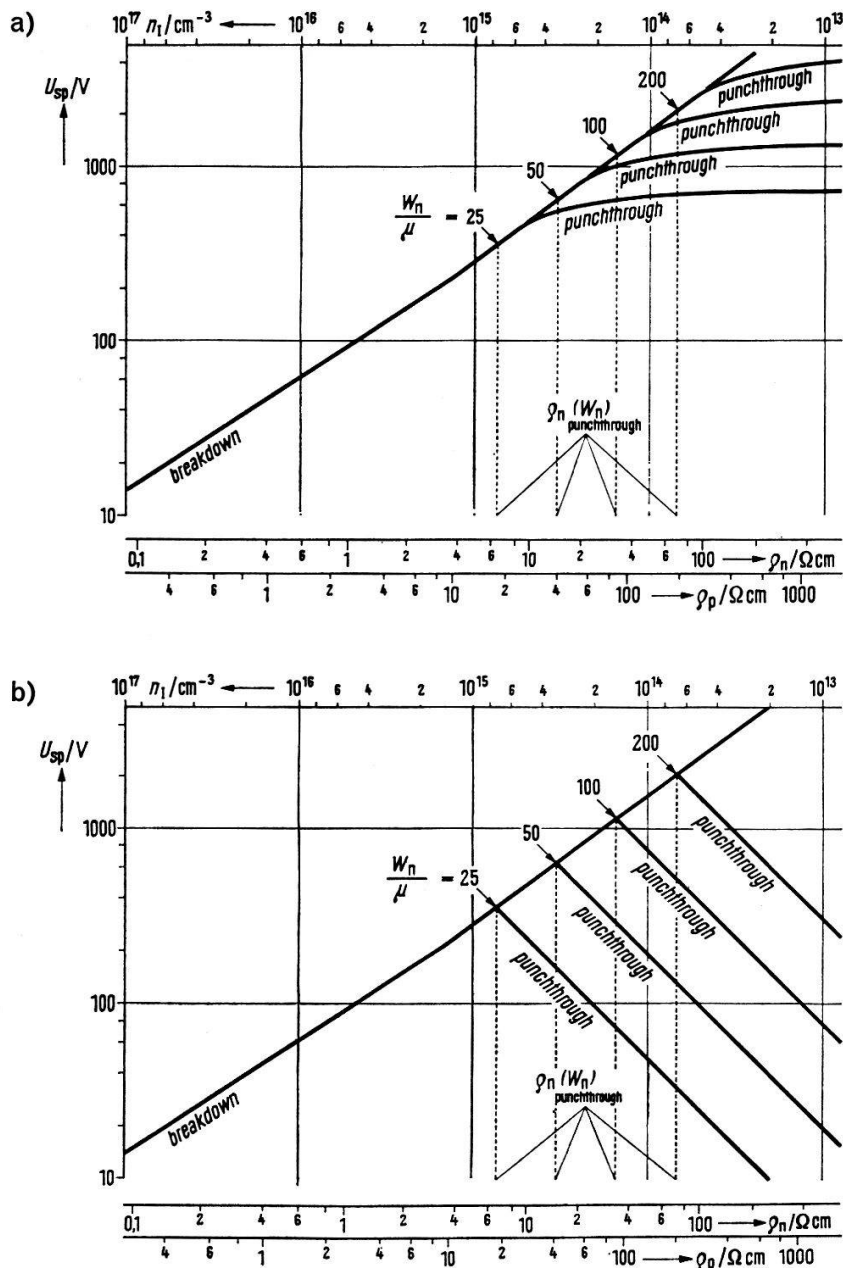 a)
10^17 n_I/cm^-3 ← 10^16 6 4 2 10^15 6 4 2 10^14 6 4 2 10^13
U_sp/V
1000
100
10
200
100
50
W_n/μ = 25
punchthrough
punchthrough
punchthrough
punchthrough
breakdown
ϱ_n (W_n) punchthrough
0,1 2 4 6 1 2 4 6 10 2 4 6 100 → ϱ_n/Ω cm
4 6 1 2 4 6 10 2 4 6 100 → ϱ_p/Ω cm 1000
b)
10^17 n_I/cm^-3 ← 10^16 6 4 2 10^15 6 4 2 10^14 6 4 2 10^13
U_sp/V
1000
100
10
200
100
50
W_n/μ = 25
punchthrough
punchthrough
punchthrough
punchthrough
breakdown
ϱ_n (W_n) punchthrough
0,1 2 4 6 1 2 4 6 10 2 4 6 100 → ϱ_n/Ω cm
4 6 1 2 4 6 10 2 4 6 100 → ϱ_p/Ω cm 1000